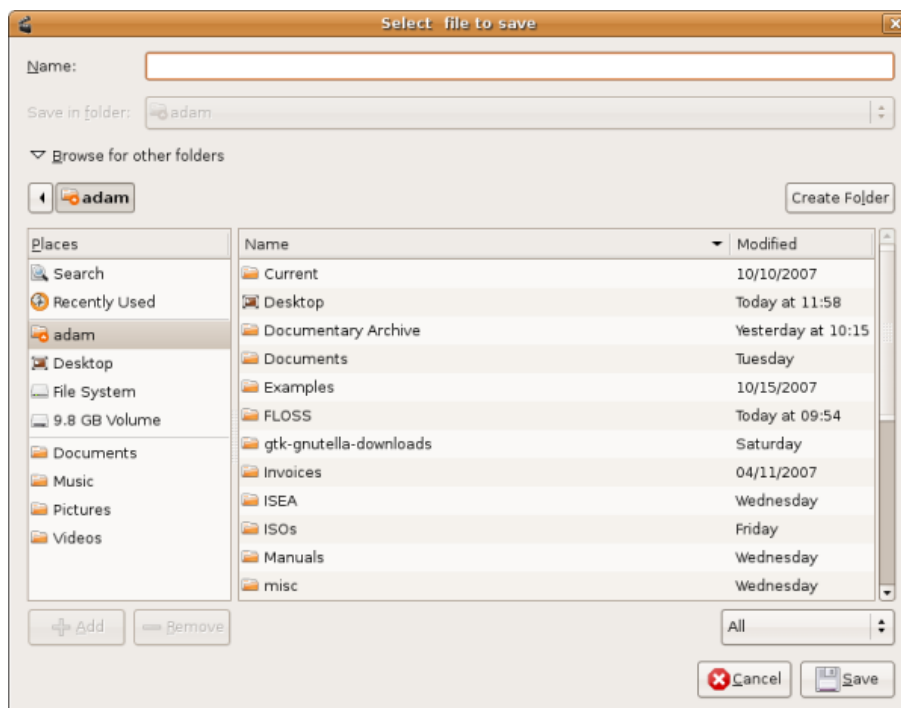 Select file to save
Name:
Save in folder: adam
Browse for other folders
adam
Create Folder
Places
Search
Recently Used
adam
Desktop
File System
9.8 GB Volume
Documents
Music
Pictures
Videos
Name Modified
Current 10/10/2007
Desktop Today at 11:58
Documentary Archive Yesterday at 10:15
Documents Tuesday
Examples 10/15/2007
FLOSS Today at 09:54
gtk-gnutella-downloads Saturday
Invoices 04/11/2007
ISEA Wednesday
ISOs Friday
Manuals Wednesday
misc Wednesday
Add Remove
All
Cancel Save